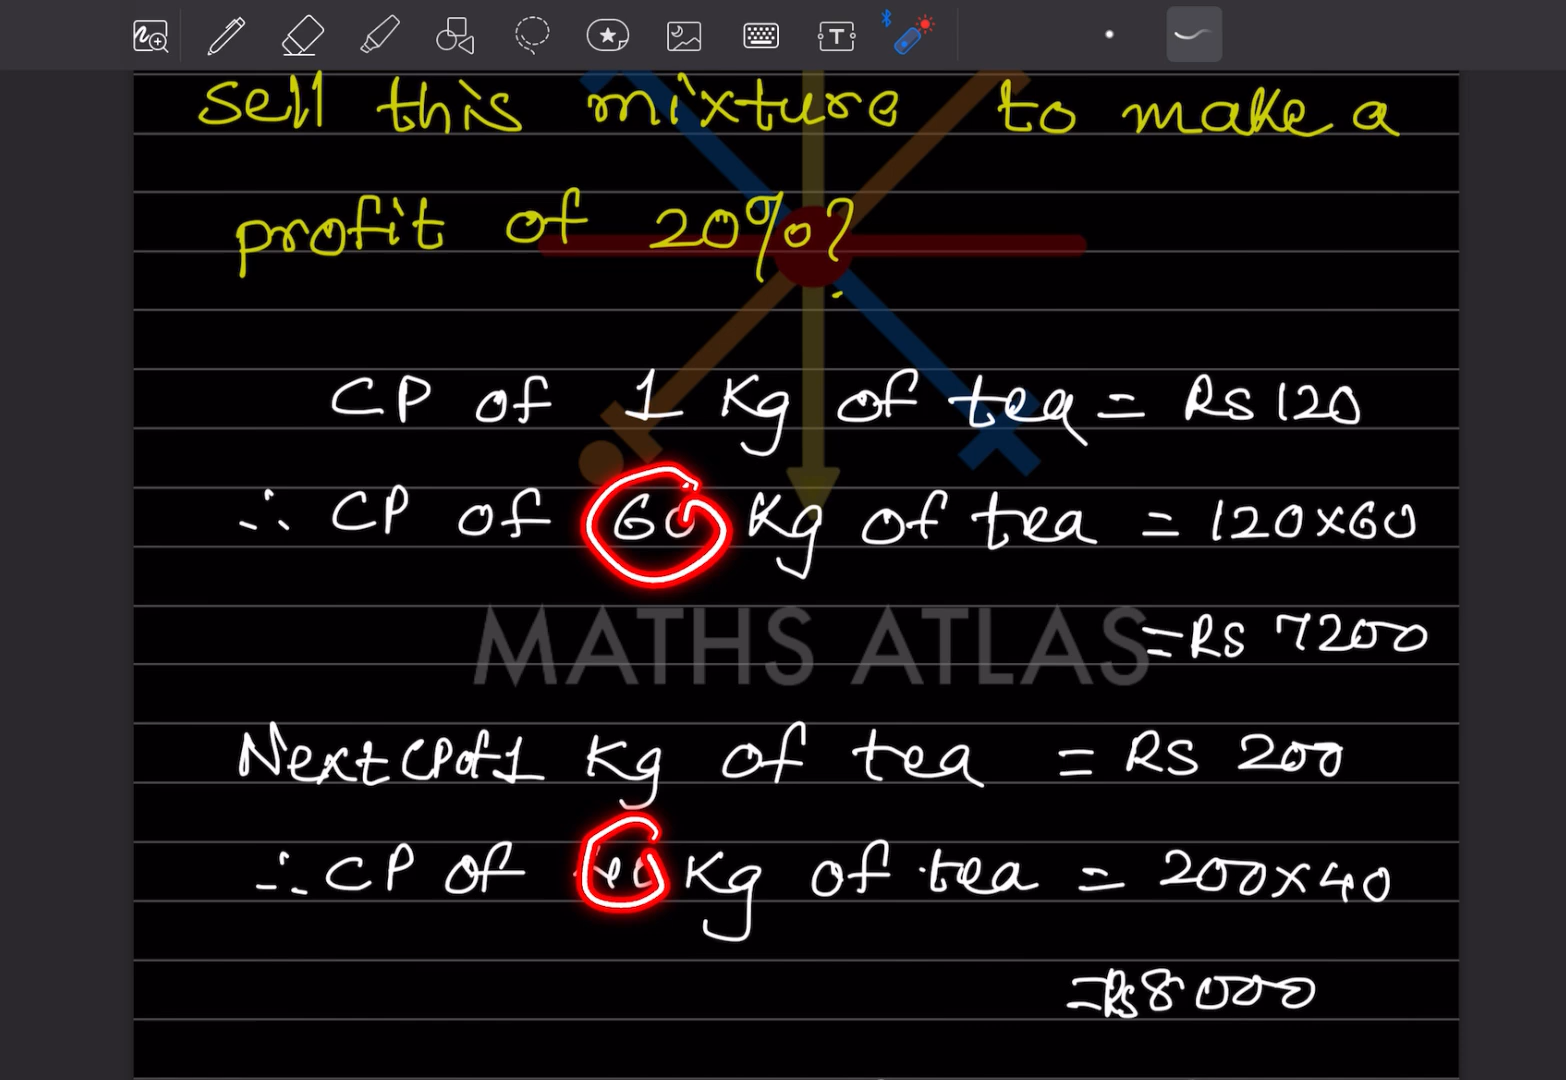 sell this mixture to make a
profit of 20%?
CP of 1 Kg of tea = Rs 120
∴ CP of 60 Kg of tea = 120×60
MATHS ATLAS
=Rs 7200
Next CP of 1 Kg of tea = RS 200
∴ CP of 40 Kg of tea = 200×40
=Rs 8000